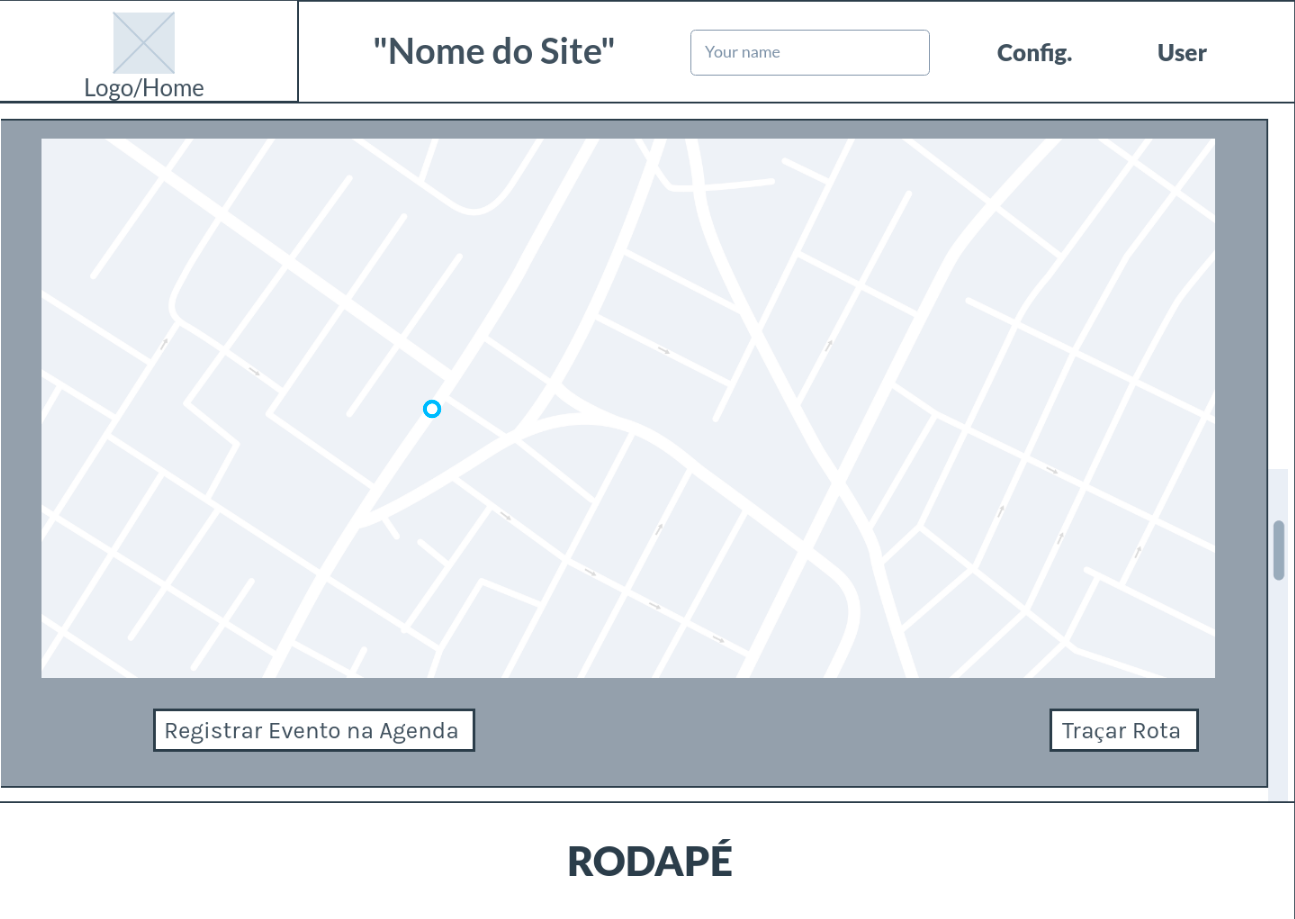 "Nome do Site"
Your name
Config.
User
Logo/Home
Registrar Evento na Agenda
Traçar Rota
RODAPÉ